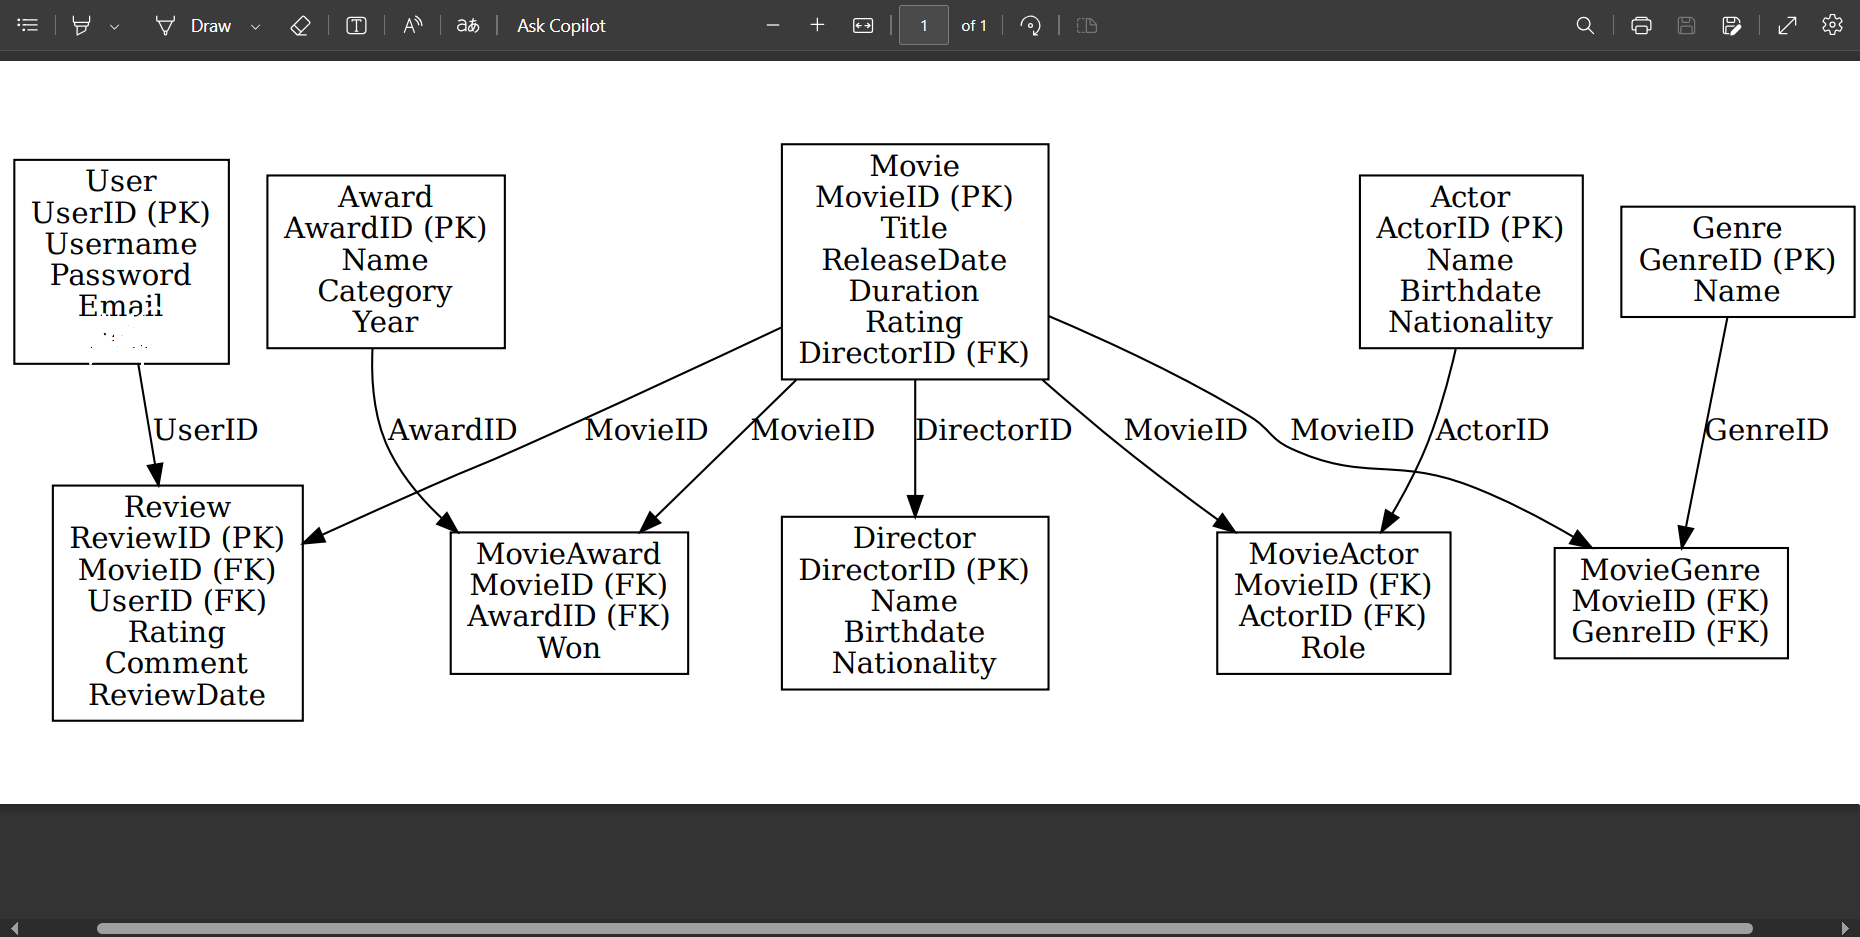 Draw
Ask Copilot
1 of 1
User
UserID (PK)
Username
Password
Email
Award
AwardID (PK)
Name
Category
Year
Movie
MovieID (PK)
Title
ReleaseDate
Duration
Rating
DirectorID (FK)
Actor
ActorID (PK)
Name
Birthdate
Nationality
Genre
GenreID (PK)
Name
UserID
AwardID
MovieID
MovieID
DirectorID
MovieID
MovieID
ActorID
GenreID
Review
ReviewID (PK)
MovieID (FK)
UserID (FK)
Rating
Comment
ReviewDate
MovieAward
MovieID (FK)
AwardID (FK)
Won
Director
DirectorID (PK)
Name
Birthdate
Nationality
MovieActor
MovieID (FK)
ActorID (FK)
Role
MovieGenre
MovieID (FK)
GenreID (FK)